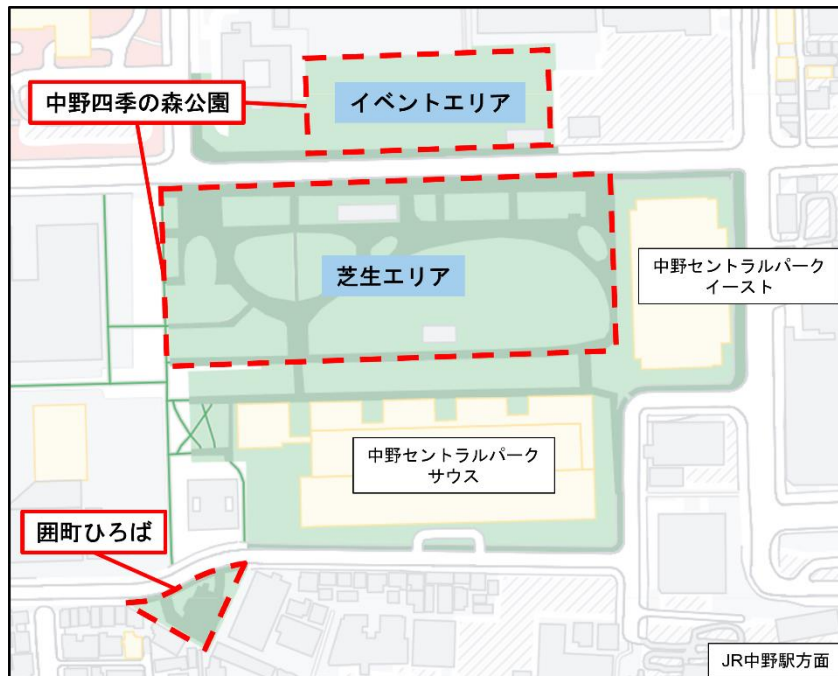 中野四季の森公園
イベントエリア
芝生エリア
中野セントラルパーク
イースト
中野セントラルパーク
サウス
囲町ひろば
JR中野駅方面